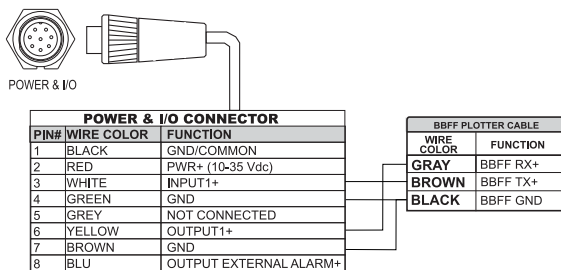 POWER & I/O
POWER & I/O CONNECTOR
PIN# WIRE COLOR FUNCTION
1 BLACK GND/COMMON
2 RED PWR+ (10-35 Vdc)
3 WHITE INPUT1+
4 GREEN GND
5 GREY NOT CONNECTED
6 YELLOW OUTPUT1+
7 BROWN GND
8 BLU OUTPUT EXTERNAL ALARM+
BBFF PLOTTER CABLE
WIRE COLOR FUNCTION
GRAY BBFF RX+
BROWN BBFF TX+
BLACK BBFF GND